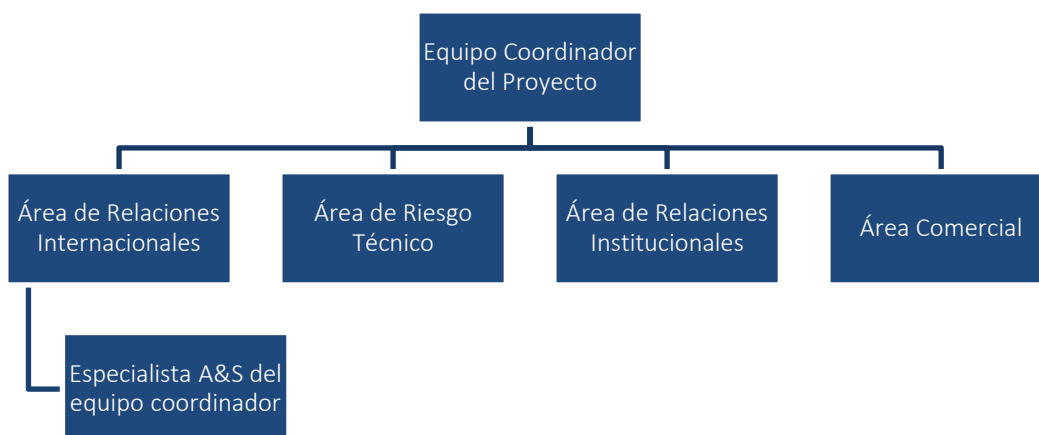 Equipo Coordinador
del Proyecto
Área de Relaciones
Internacionales
Área de Riesgo
Técnico
Área de Relaciones
Institucionales
Área Comercial
Especialista A&S del
equipo coordinador